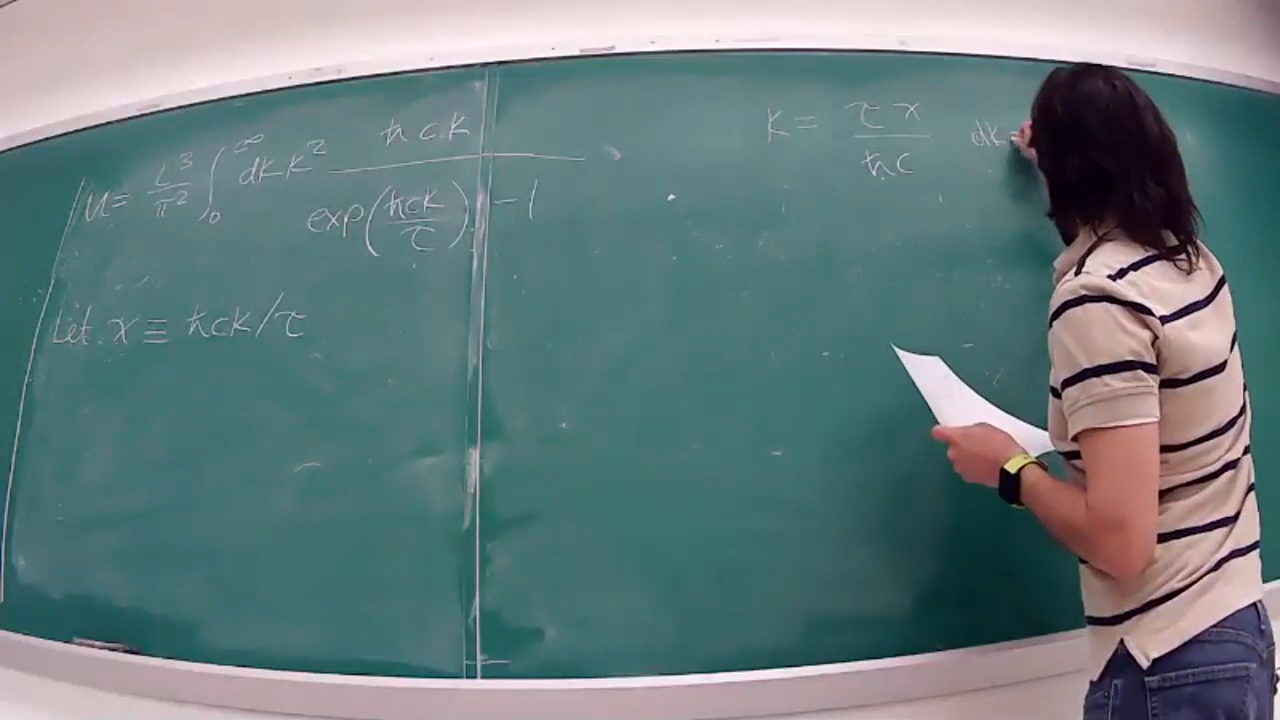 U = L³/π² ∫₀^∞ dk k² ħck / (exp(ħck/τ) - 1)
Let x ≡ ħck/τ
k = τx/ħc dk =